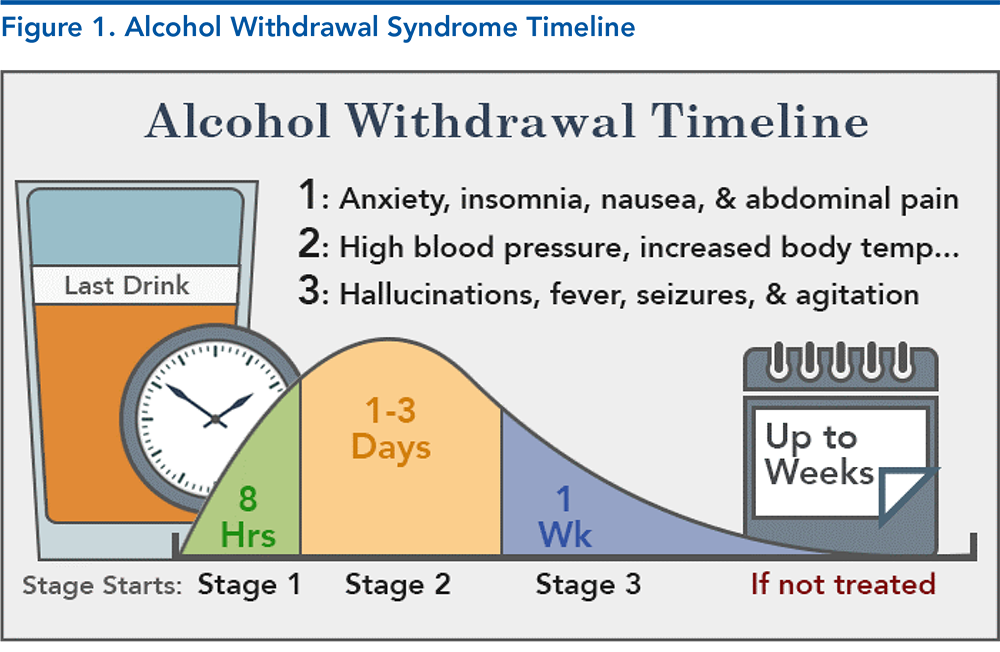 Figure 1. Alcohol Withdrawal Syndrome Timeline
Alcohol Withdrawal Timeline
1: Anxiety, insomnia, nausea, & abdominal pain
2: High blood pressure, increased body temp...
3: Hallucinations, fever, seizures, & agitation
Last Drink
8
Hrs
1-3
Days
1
Wk
Up to
Weeks
Stage Starts: Stage 1 Stage 2 Stage 3 If not treated